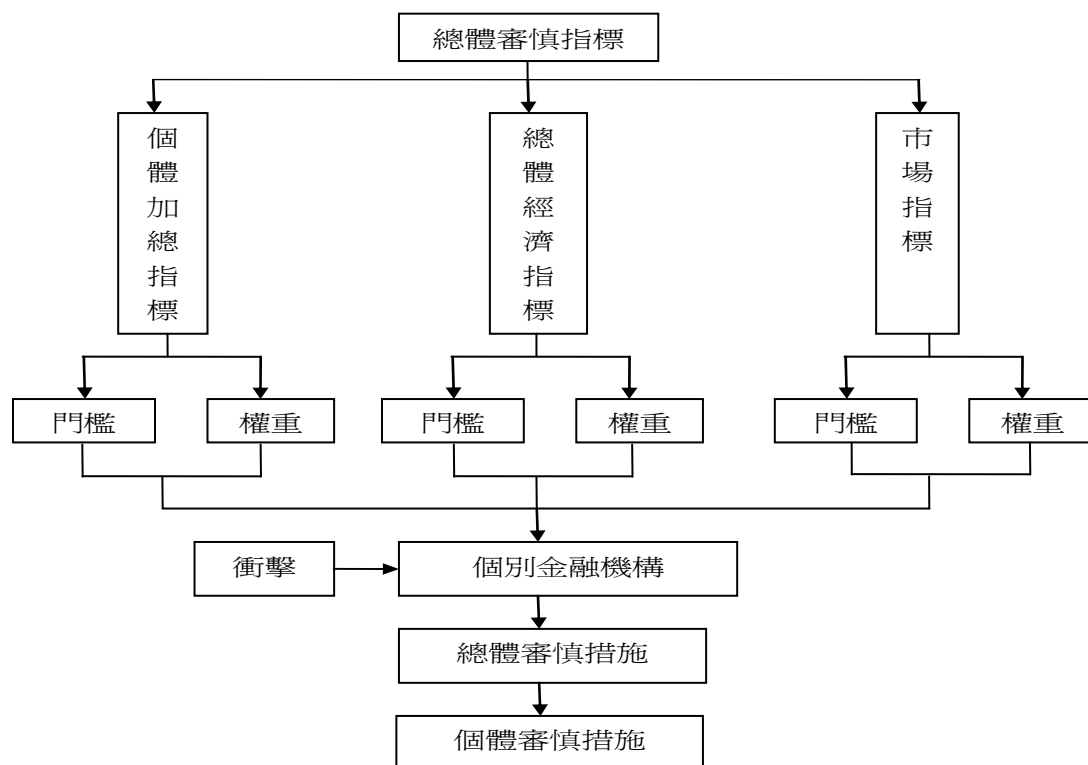 總體審慎指標
個體加總指標
總體經濟指標
市場指標
門檻
權重
門檻
權重
門檻
權重
衝擊
個別金融機構
總體審慎措施
個體審慎措施